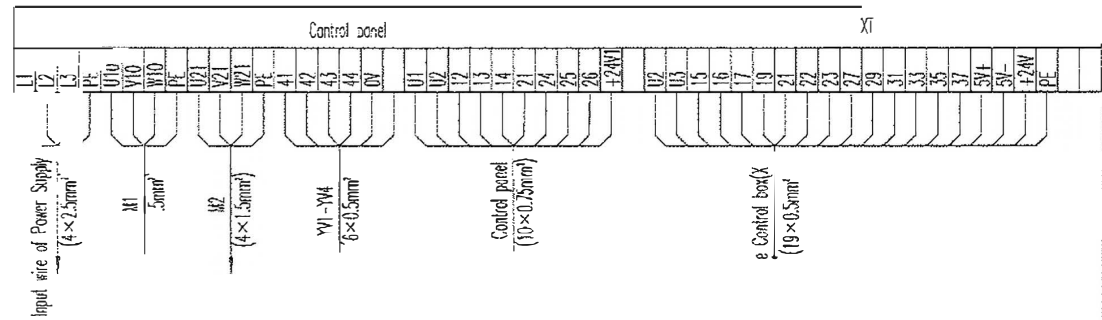 Control panel
XT
L1 L2 L3 PE U10 V10 W10 PE U21 V21 W21 PE 41 42 43 44 0V U1 U2 12 13 14 21 24 25 26 +24V1 U2 U3 15 16 17 19 21 22 23 27 29 31 33 35 37 5V+ 5V- +24V PE
Input wire of Power Supply
(4×2.5mm²
M1
.5mm²
M2
(4×1.5mm²)
YV1-YV4
6×0.5mm²
Control panel
(10×0.75mm²)
e Control box(X
(19×0.5mm²